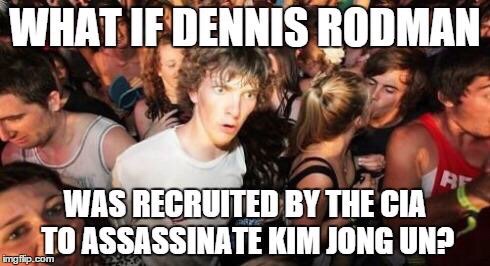 WHAT IF DENNIS RODMAN
WAS RECRUITED BY THE CIA
TO ASSASSINATE KIM JONG UN?
imgflip.com